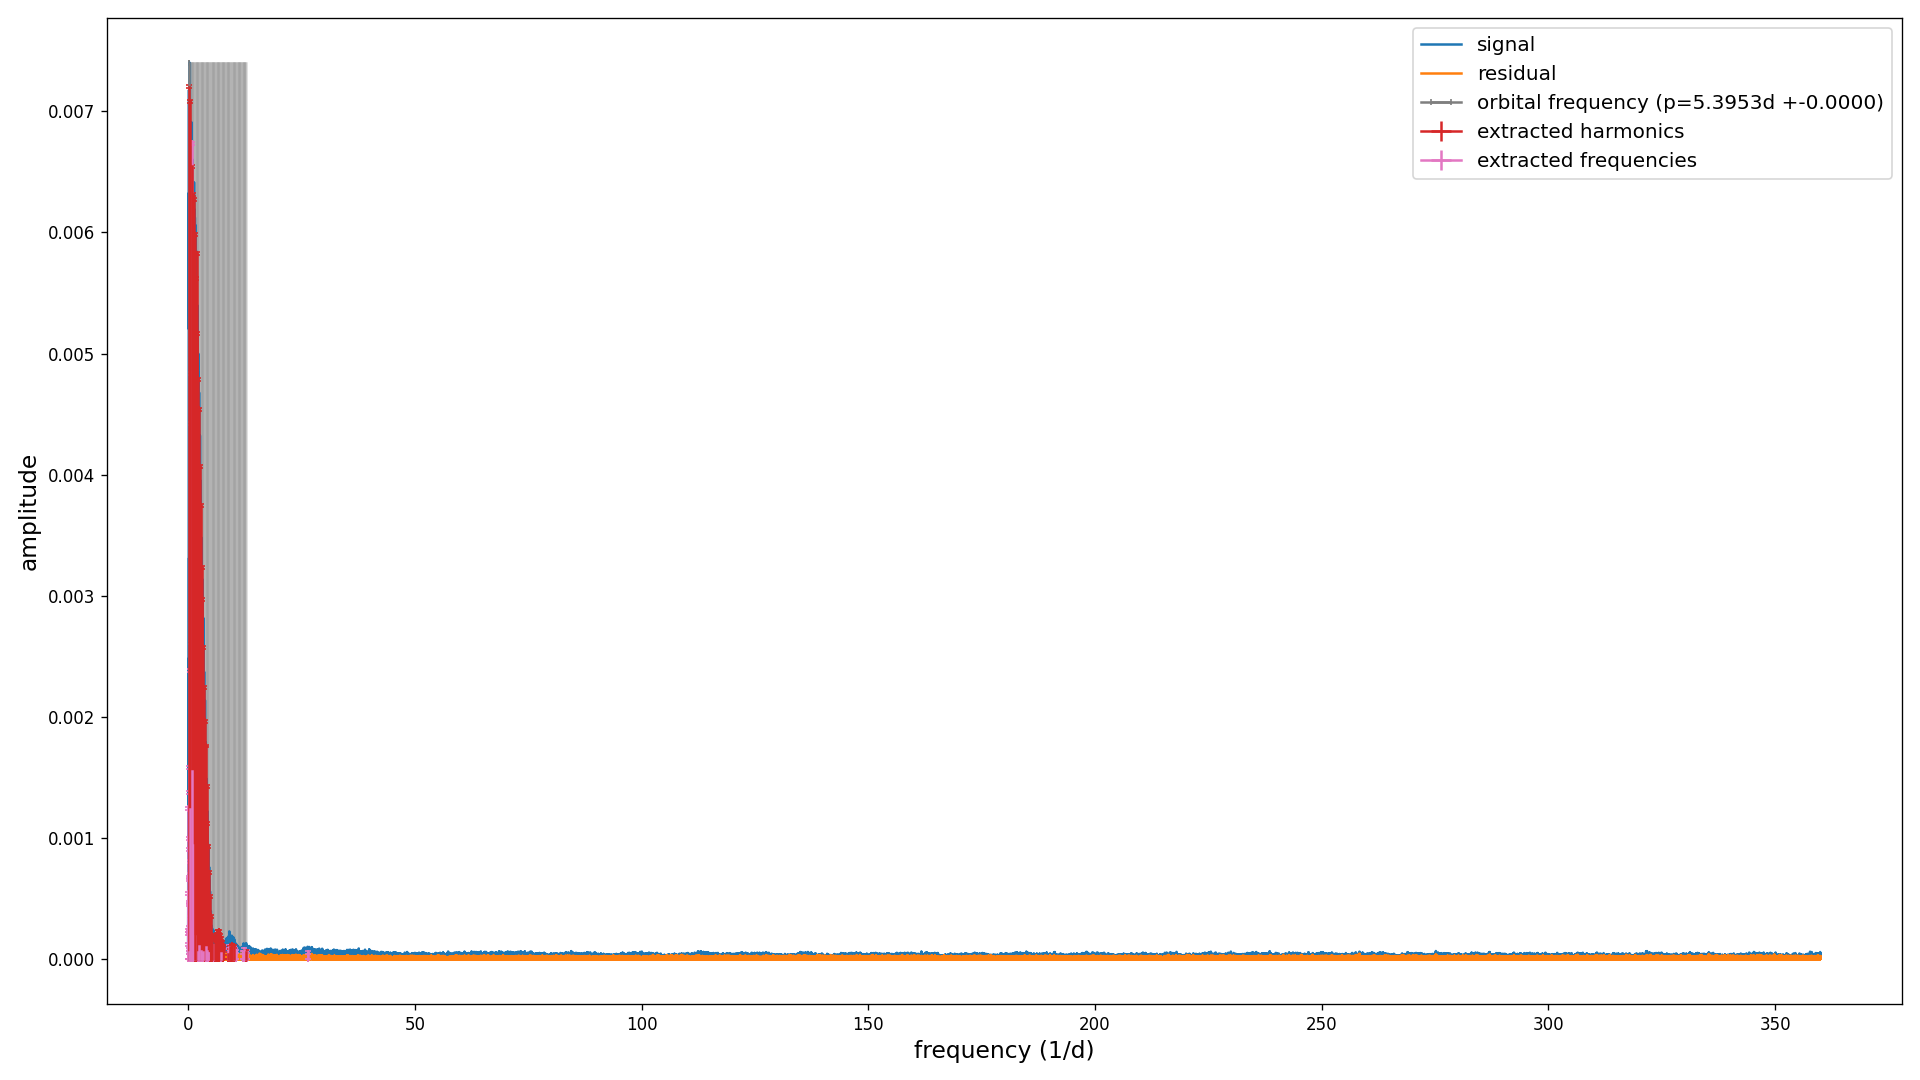 signal
residual
orbital frequency (p=5.3953d +-0.0000)
extracted harmonics
extracted frequencies
0.007
0.006
0.005
0.004
0.003
0.002
0.001
0.000
amplitude
0 50 100 150 200 250 300 350
frequency (1/d)